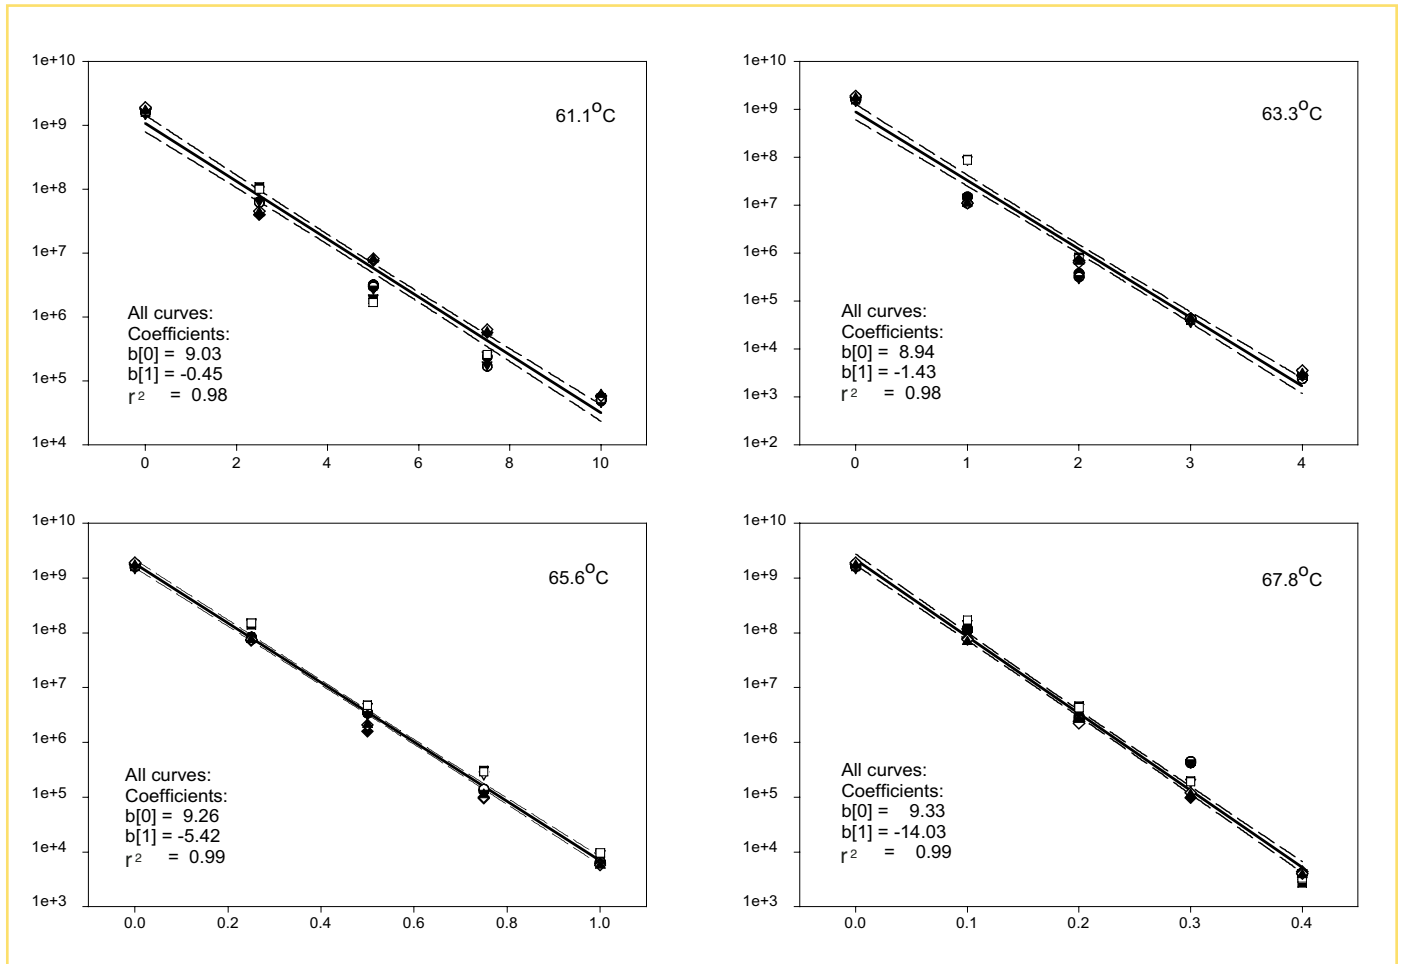 1e+10
1e+9
1e+8
1e+7
1e+6
1e+5
1e+4
0 2 4 6 8 10
61.1°C
All curves:
Coefficients:
b[0] = 9.03
b[1] = -0.45
r² = 0.98
1e+10
1e+9
1e+8
1e+7
1e+6
1e+5
1e+4
1e+3
1e+2
0 1 2 3 4
63.3°C
All curves:
Coefficients:
b[0] = 8.94
b[1] = -1.43
r² = 0.98
1e+10
1e+9
1e+8
1e+7
1e+6
1e+5
1e+4
1e+3
0.0 0.2 0.4 0.6 0.8 1.0
65.6°C
All curves:
Coefficients:
b[0] = 9.26
b[1] = -5.42
r² = 0.99
1e+10
1e+9
1e+8
1e+7
1e+6
1e+5
1e+4
1e+3
0.0 0.1 0.2 0.3 0.4
67.8°C
All curves:
Coefficients:
b[0] = 9.33
b[1] = -14.03
r² = 0.99